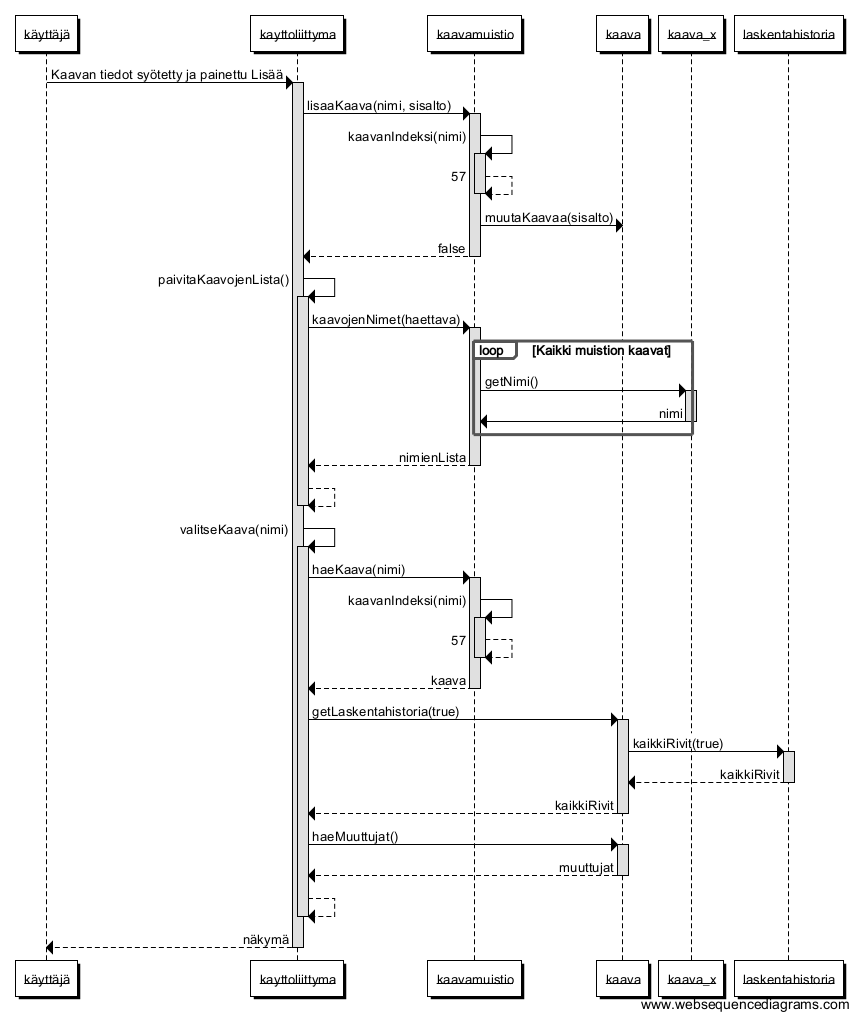 käyttäjä
kayttoliittyma
kaavamuistio
kaava
kaava_x
laskentahistoria
Kaavan tiedot syötetty ja painettu Lisää
lisaaKaava(nimi, sisalto)
kaavanIndeksi(nimi)
57
muutaKaavaa(sisalto)
false
paivitaKaavojenLista()
kaavojenNimet(haettava)
loop
[Kaikki muistion kaavat]
getNimi()
nimi
nimienLista
valitseKaava(nimi)
haeKaava(nimi)
kaavanIndeksi(nimi)
57
kaava
getLaskentahistoria(true)
kaikkiRivit(true)
kaikkiRivit
kaikkiRivit
haeMuuttujat()
muuttujat
näkymä
käyttäjä
kayttoliittyma
kaavamuistio
kaava
kaava_x
laskentahistoria
www.websequencediagrams.com